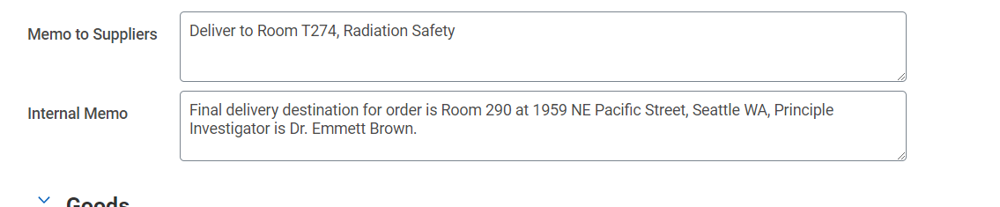 Memo to Suppliers
Deliver to Room T274, Radiation Safety
Internal Memo
Final delivery destination for order is Room 290 at 1959 NE Pacific Street, Seattle WA, Principle
Investigator is Dr. Emmett Brown.
Goods